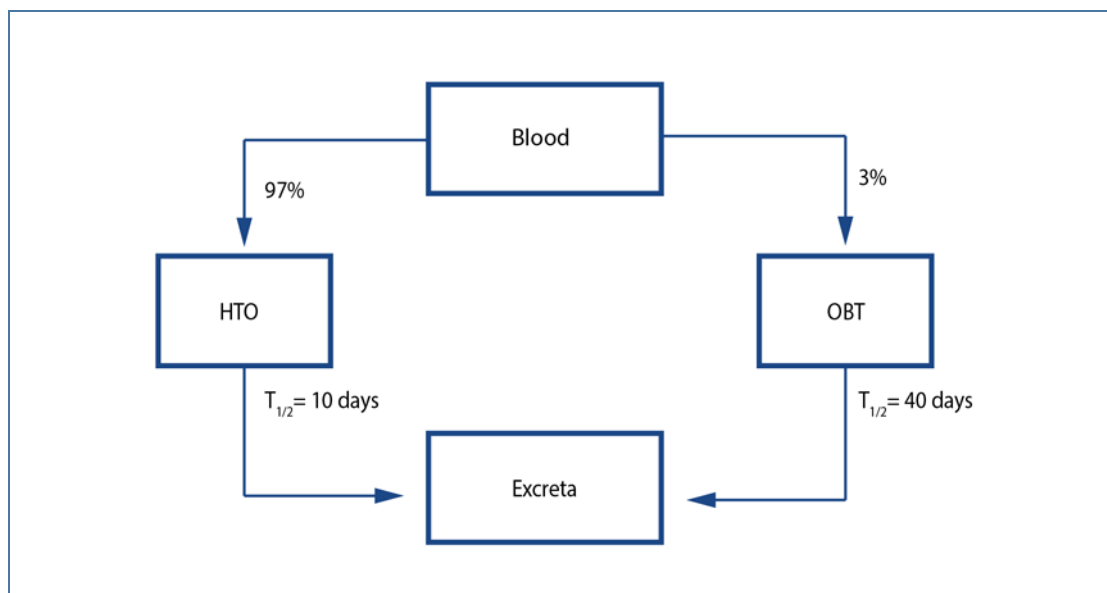 Blood
97%
3%
HTO
OBT
T1/2= 10 days
T1/2= 40 days
Excreta